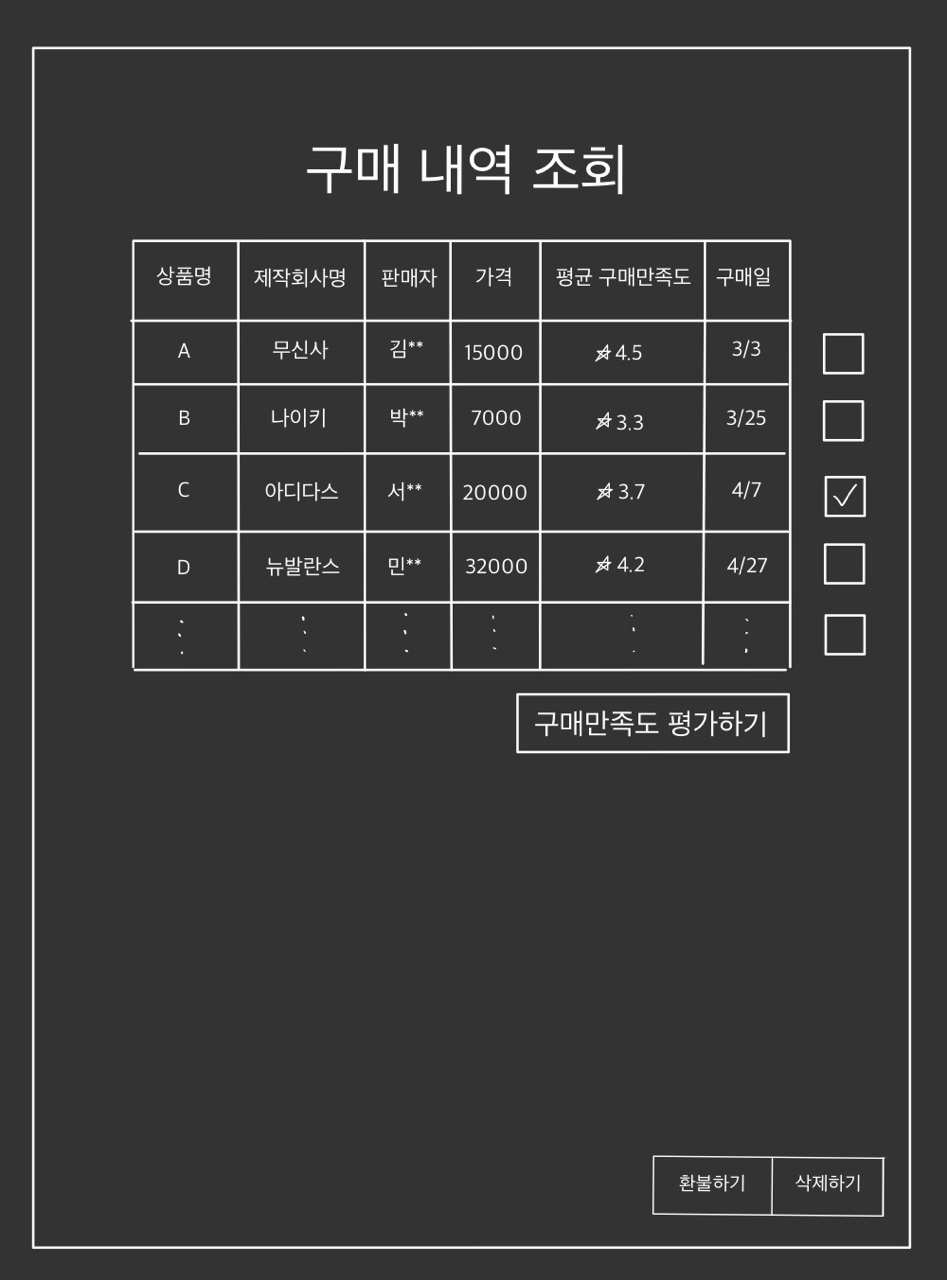 구매 내역 조회
상품명 제작회사명 판매자 가격 평균 구매만족도 구매일
A 무신사 김** 15000 ☆ 4.5 3/3
B 나이키 박** 7000 ☆ 3.3 3/25
C 아디다스 서** 20000 ☆ 3.7 4/7 ✓
D 뉴발란스 민** 32000 ☆ 4.2 4/27
구매만족도 평가하기
환불하기 삭제하기